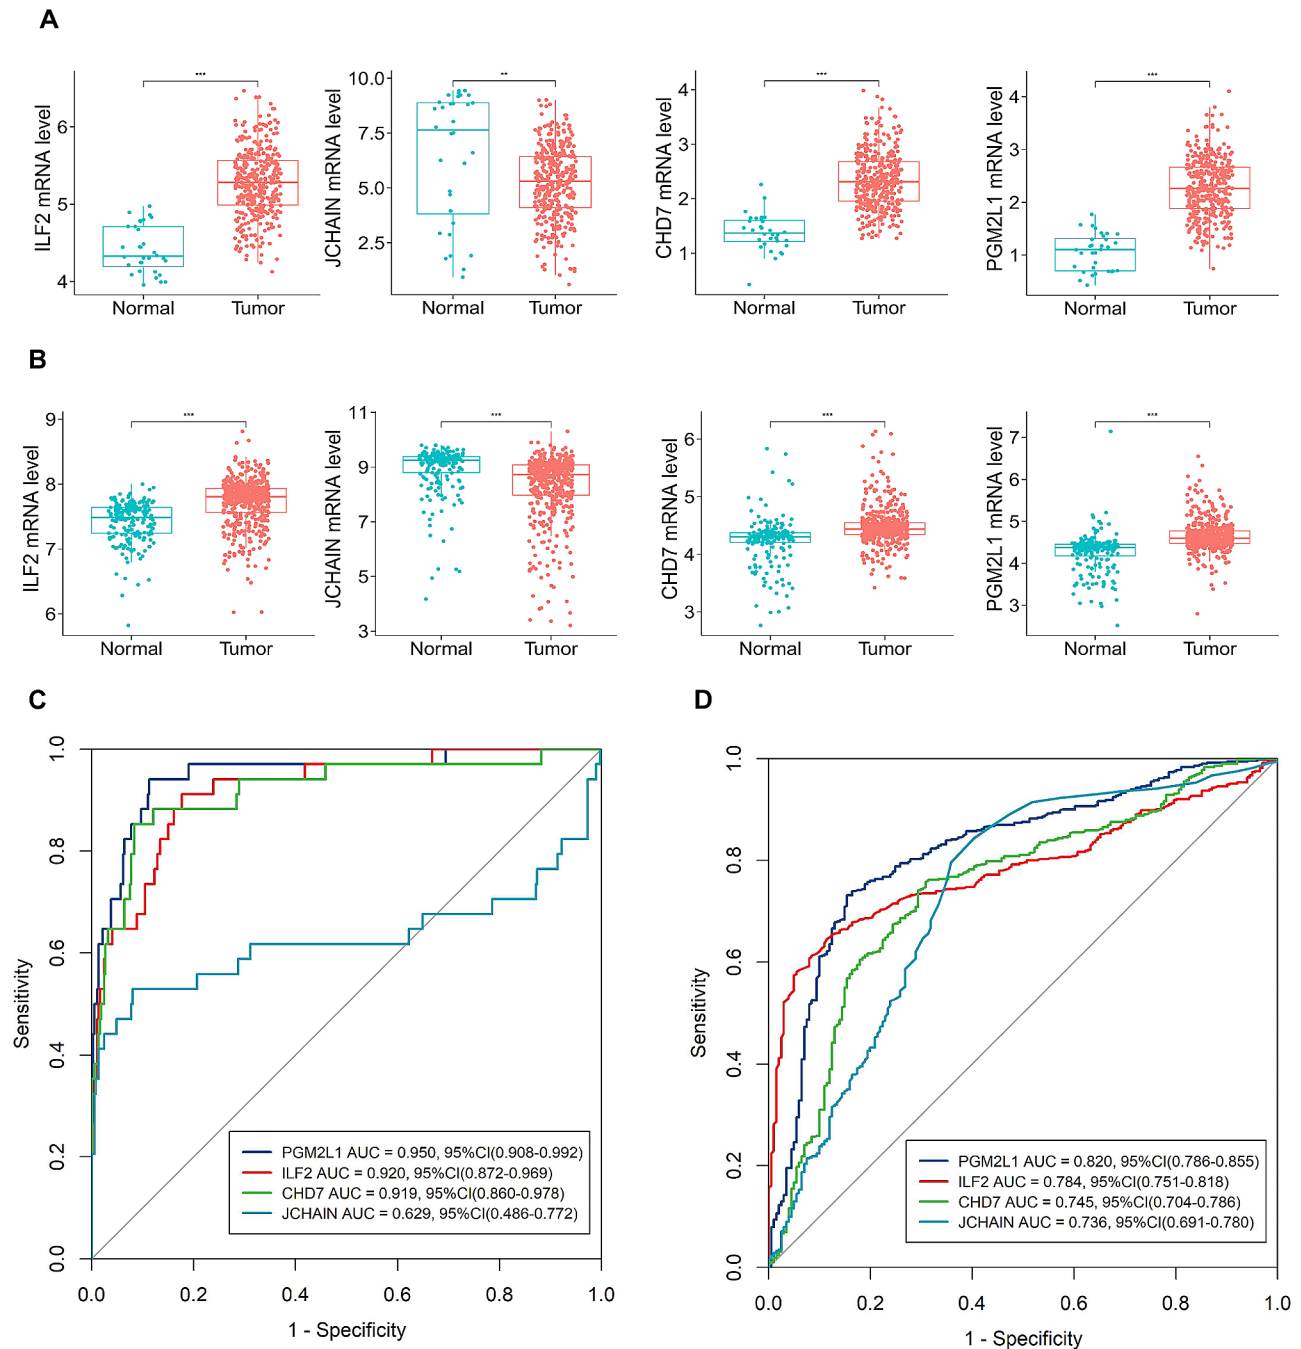 A
ILF2 mRNA level
6
5
4
***
Normal
Tumor
JCHAIN mRNA level
10.0
7.5
5.0
2.5
**
Normal
Tumor
CHD7 mRNA level
4
3
2
1
***
Normal
Tumor
PGM2L1 mRNA level
4
3
2
1
***
Normal
Tumor
B
ILF2 mRNA level
9
8
7
6
***
Normal
Tumor
JCHAIN mRNA level
11
9
7
5
3
***
Normal
Tumor
CHD7 mRNA level
6
5
4
3
***
Normal
Tumor
PGM2L1 mRNA level
7
6
5
4
3
***
Normal
Tumor
C
Sensitivity
1.0
0.8
0.6
0.4
0.2
0.0
PGM2L1 AUC = 0.950, 95%CI(0.908-0.992)
ILF2 AUC = 0.920, 95%CI(0.872-0.969)
CHD7 AUC = 0.919, 95%CI(0.860-0.978)
JCHAIN AUC = 0.629, 95%CI(0.486-0.772)
0.0 0.2 0.4 0.6 0.8 1.0
1 - Specificity
D
Sensitivity
1.0
0.8
0.6
0.4
0.2
0.0
PGM2L1 AUC = 0.820, 95%CI(0.786-0.855)
ILF2 AUC = 0.784, 95%CI(0.751-0.818)
CHD7 AUC = 0.745, 95%CI(0.704-0.786)
JCHAIN AUC = 0.736, 95%CI(0.691-0.780)
0.0 0.2 0.4 0.6 0.8 1.0
1 - Specificity